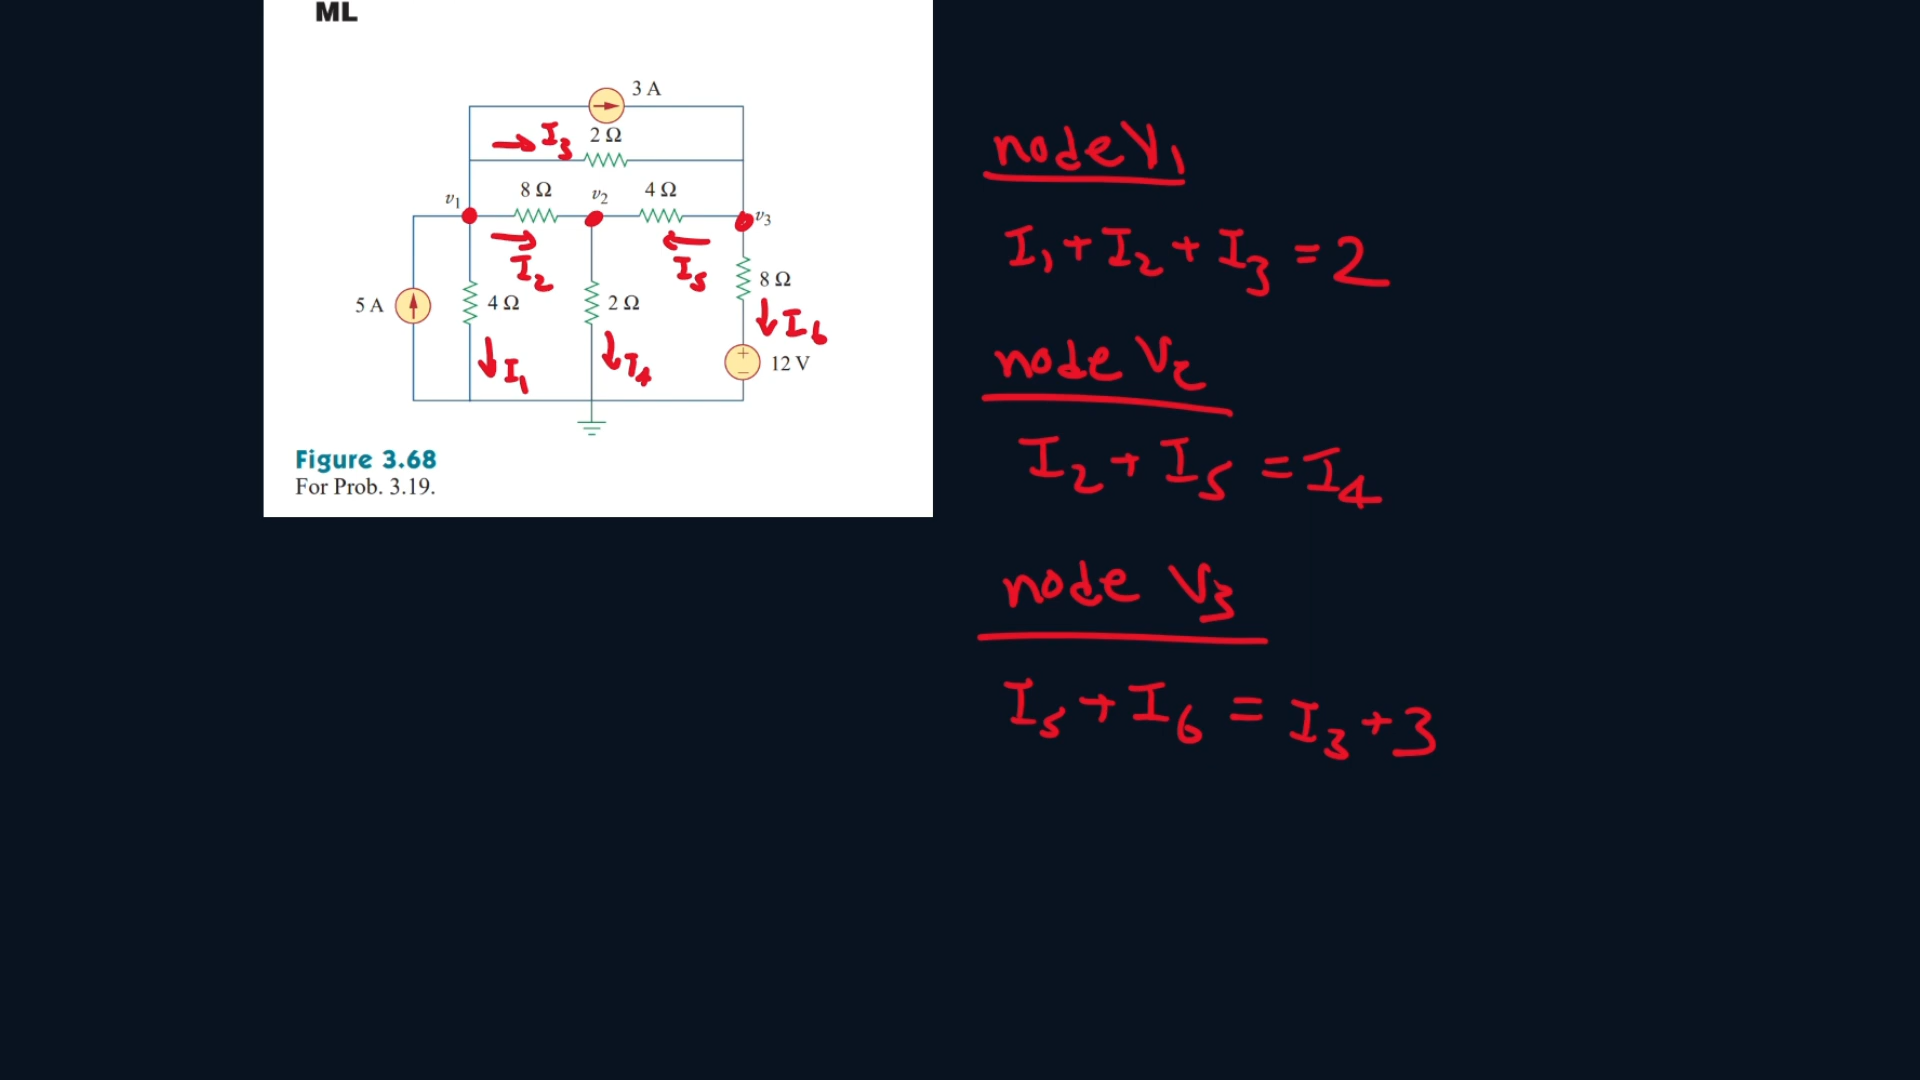 ML
3 A
I3 2 Ω
8 Ω v2 4 Ω
v1 v3
I2 I5
8 Ω
5 A 4 Ω 2 Ω
I6
I1 I4 12 V
Figure 3.68
For Prob. 3.19.
node V1
I1 + I2 + I3 = 2
node V2
I2 + I5 = I4
node V3
I5 + I6 = I3 + 3